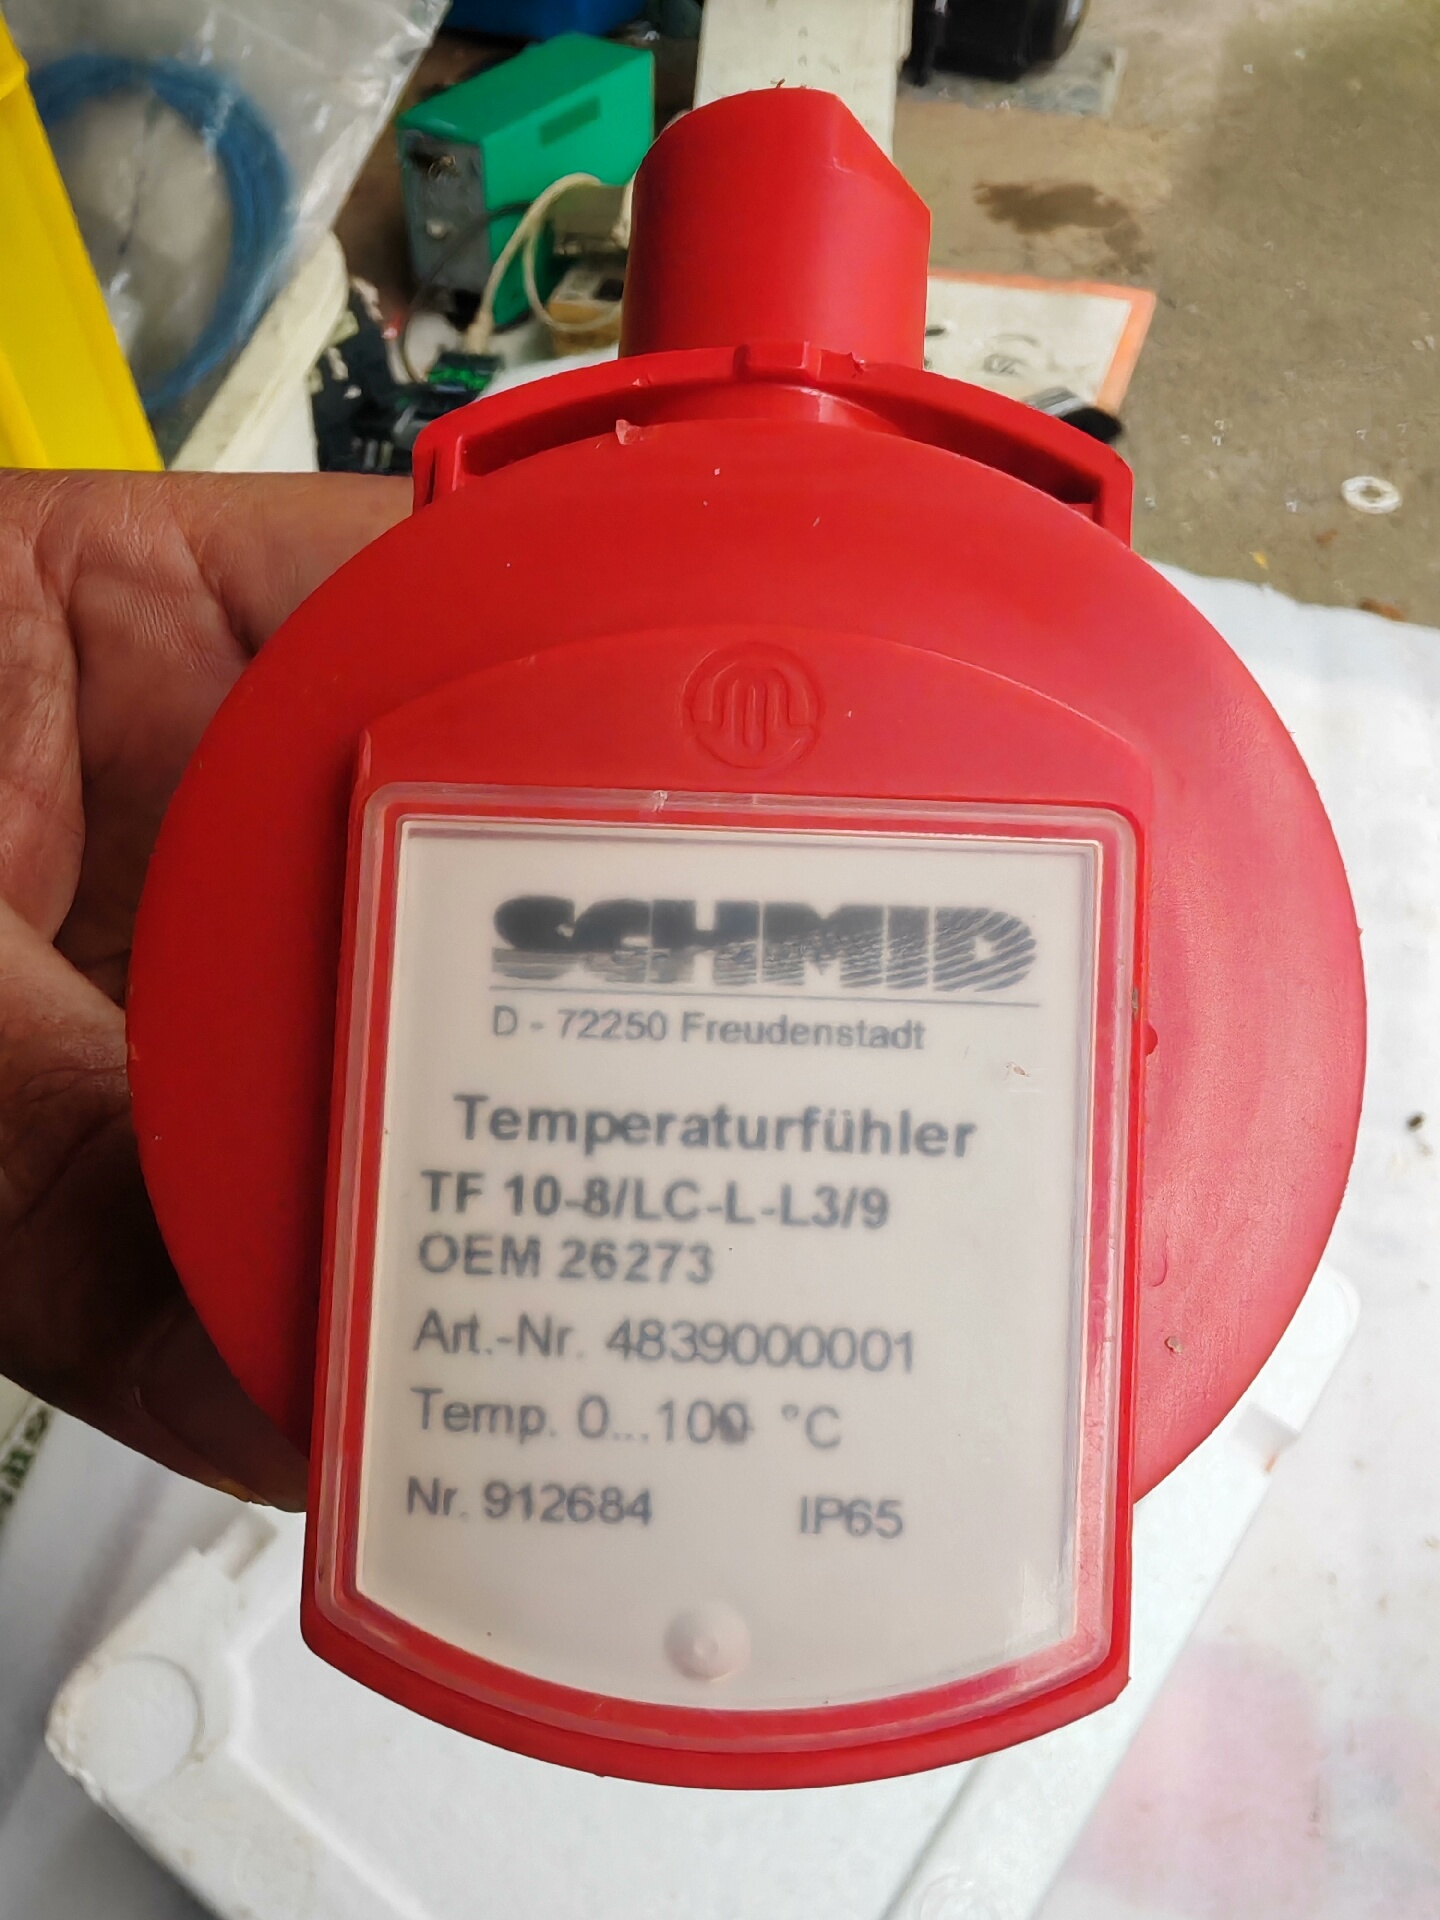 SCHMID
D - 72250 Freudenstadt
Temperaturfühler
TF 10-8/LC-L-L3/9
OEM 26273
Art.-Nr. 4839000001
Temp. 0...100 °C
Nr. 912684 IP65